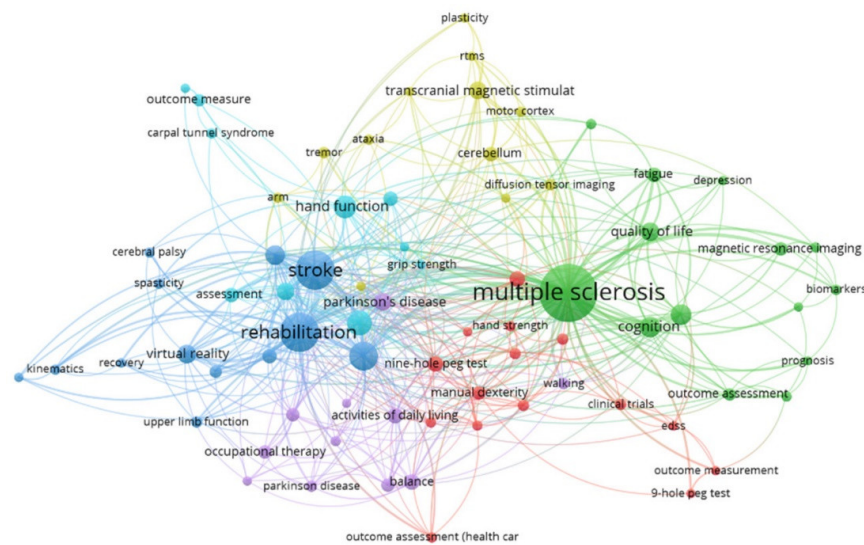 plasticity
rtms
transcranial magnetic stimulat
outcome measure
motor cortex
carpal tunnel syndrome
ataxia
tremor
cerebellum
fatigue
depression
diffusion tensor imaging
arm
hand function
quality of life
cerebral palsy
magnetic resonance imaging
stroke
grip strength
spasticity
biomarkers
assessment
multiple sclerosis
parkinson's disease
rehabilitation
hand strength
cognition
virtual reality
recovery
nine-hole peg test
prognosis
kinematics
walking
manual dexterity
outcome assessment
clinical trials
activities of daily living
upper limb function
edss
occupational therapy
outcome measurement
balance
parkinson disease
9-hole peg test
outcome assessment (health car